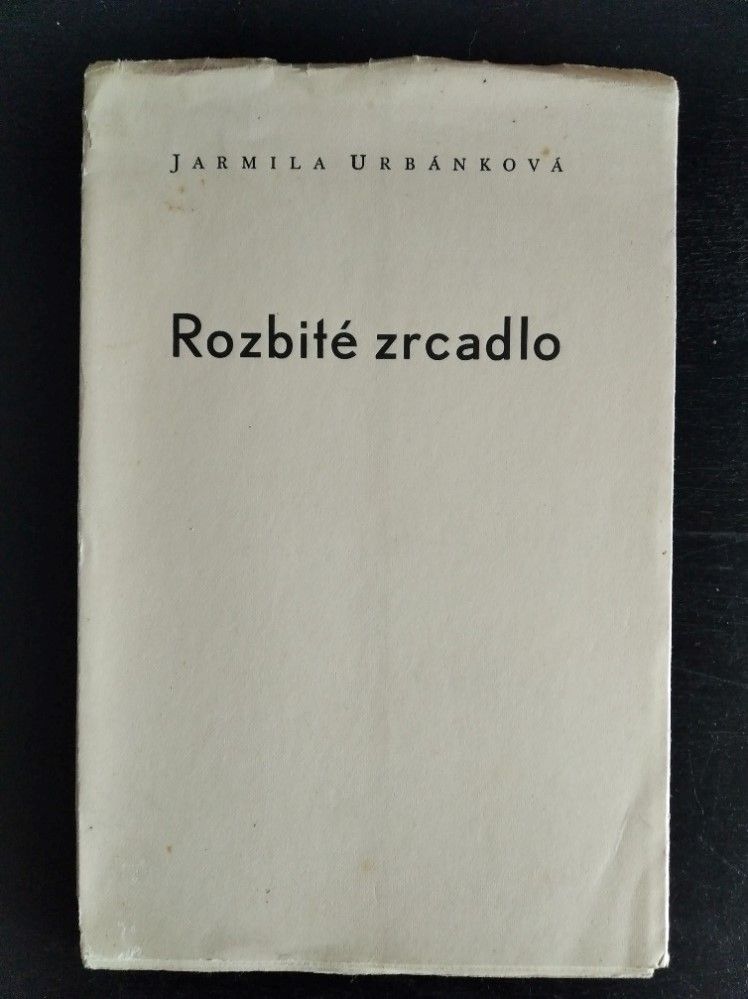 JARMILA URBÁNKOVÁ
Rozbité zrcadlo